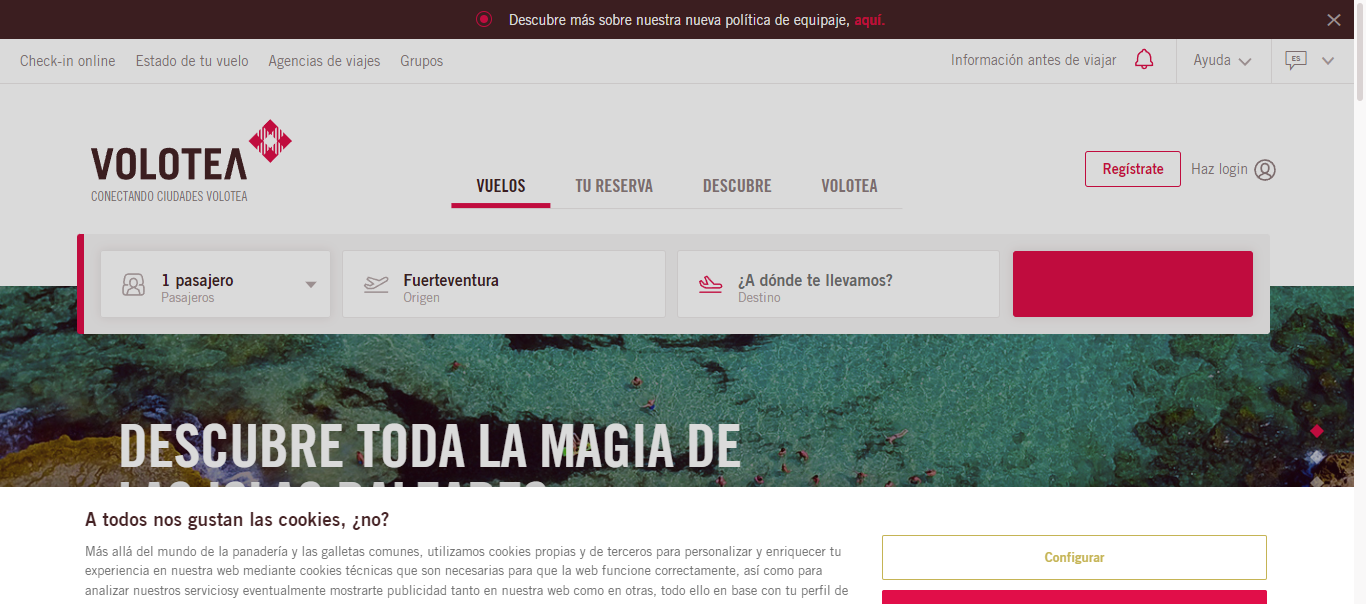 Descubre más sobre nuestra nueva política de equipaje, aquí.
Check-in online Estado de tu vuelo Agencias de viajes Grupos Información antes de viajar Ayuda ES
VOLOTEA
CONECTANDO CIUDADES VOLOTEA
VUELOS TU RESERVA DESCUBRE VOLOTEA
Regístrate Haz login
1 pasajero
Pasajeros
Fuerteventura
Origen
¿A dónde te llevamos?
Destino
DESCUBRE TODA LA MAGIA DE
LAS ISLAS BALEARES
A todos nos gustan las cookies, ¿no?
Más allá del mundo de la panadería y las galletas comunes, utilizamos cookies propias y de terceros para personalizar y enriquecer tu
experiencia en nuestra web mediante cookies técnicas que son necesarias para que la web funcione correctamente, así como para
analizar nuestros serviciosy eventualmente mostrarte publicidad tanto en nuestra web como en otras, todo ello en base con tu perfil de
Configurar